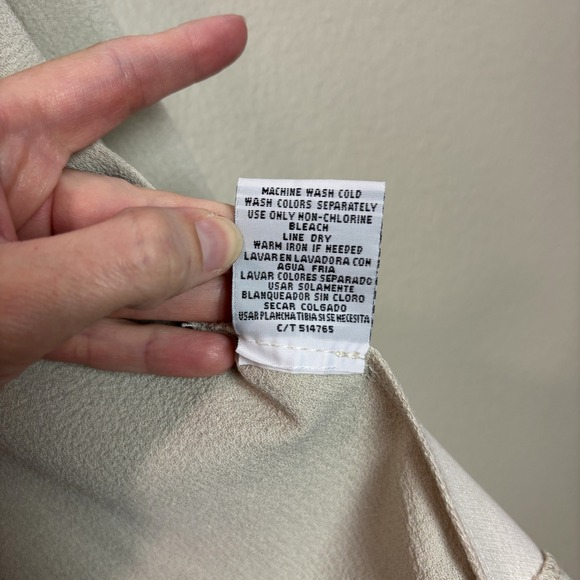 MACHINE WASH COLD
WASH COLORS SEPARATELY
USE ONLY NON-CHLORINE
BLEACH
LINE DRY
WARM IRON IF NEEDED
LAVAR EN LAVADORA CON
AGUA FRIA
LAVAR COLORES SEPARADO
USAR SOLAMENTE
BLANQUEADOR SIN CLORO
SECAR COLGADO
USAR PLANCHA TIBIA SI SE NECESITA
C/T 514765